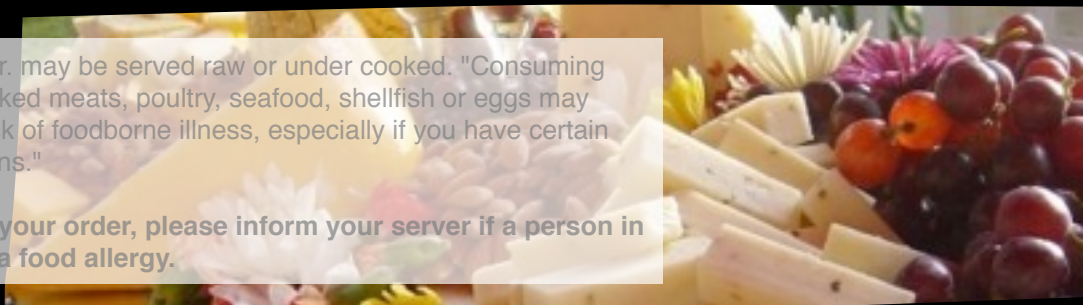 r. may be served raw or under cooked. "Consuming
ked meats, poultry, seafood, shellfish or eggs may
k of foodborne illness, especially if you have certain
ns."
your order, please inform your server if a person in
a food allergy.